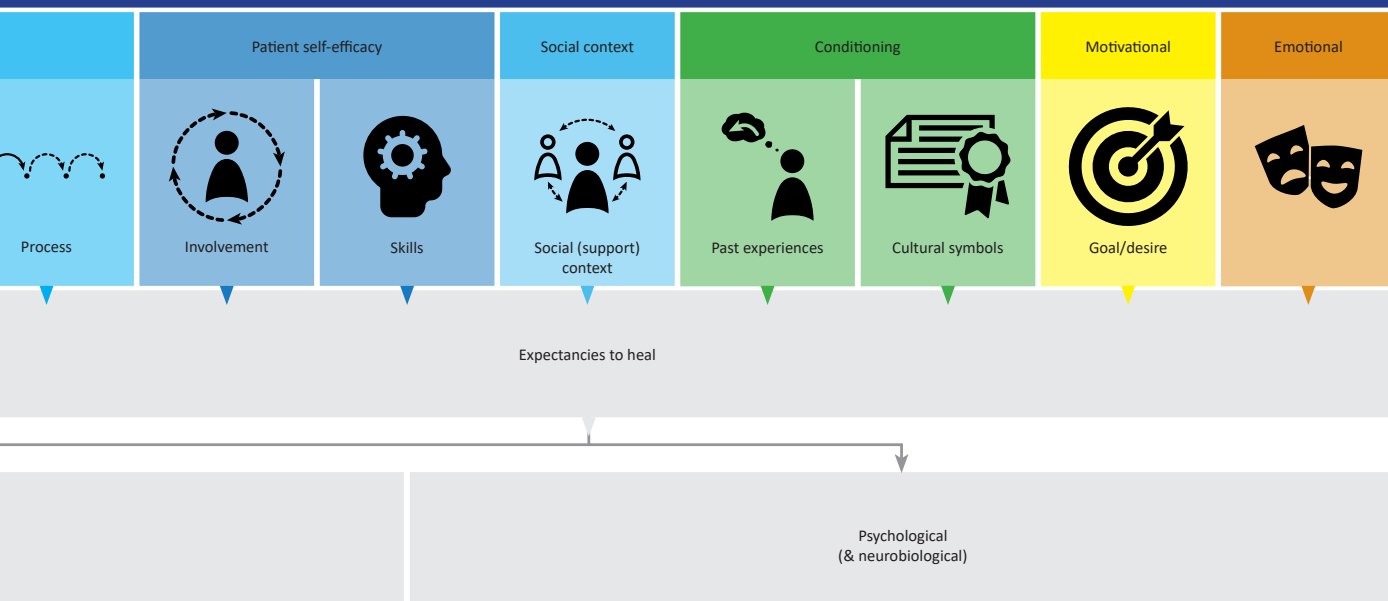 Patient self-efficacy
Social context
Conditioning
Motivational
Emotional
Process
Involvement
Skills
Social (support)
context
Past experiences
Cultural symbols
Goal/desire
Expectancies to heal
Psychological
(& neurobiological)